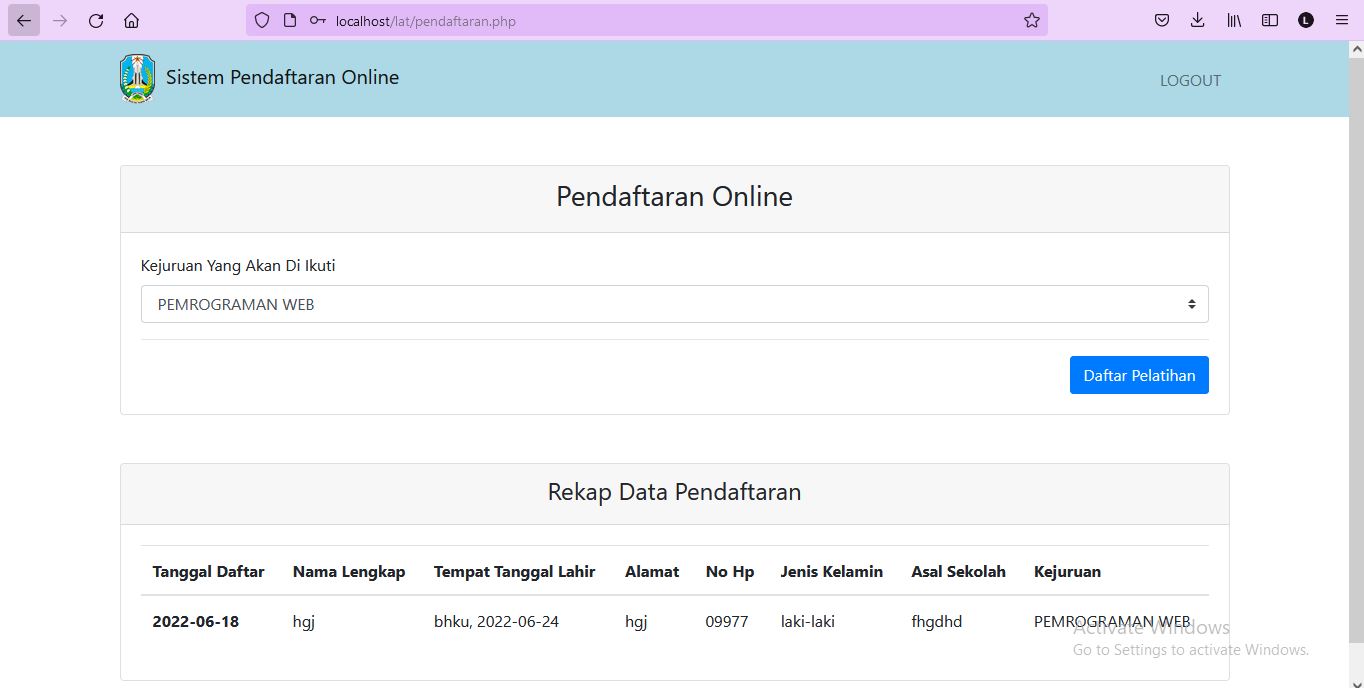 localhost/lat/pendaftaran.php
L
Sistem Pendaftaran Online
LOGOUT
Pendaftaran Online
Kejuruan Yang Akan Di Ikuti
PEMROGRAMAN WEB
Daftar Pelatihan
Rekap Data Pendaftaran
Tanggal Daftar Nama Lengkap Tempat Tanggal Lahir Alamat No Hp Jenis Kelamin Asal Sekolah Kejuruan
2022-06-18 hgj bhku, 2022-06-24 hgj 09977 laki-laki fhgdhd PEMROGRAMAN WEB
Activate Windows
Go to Settings to activate Windows.